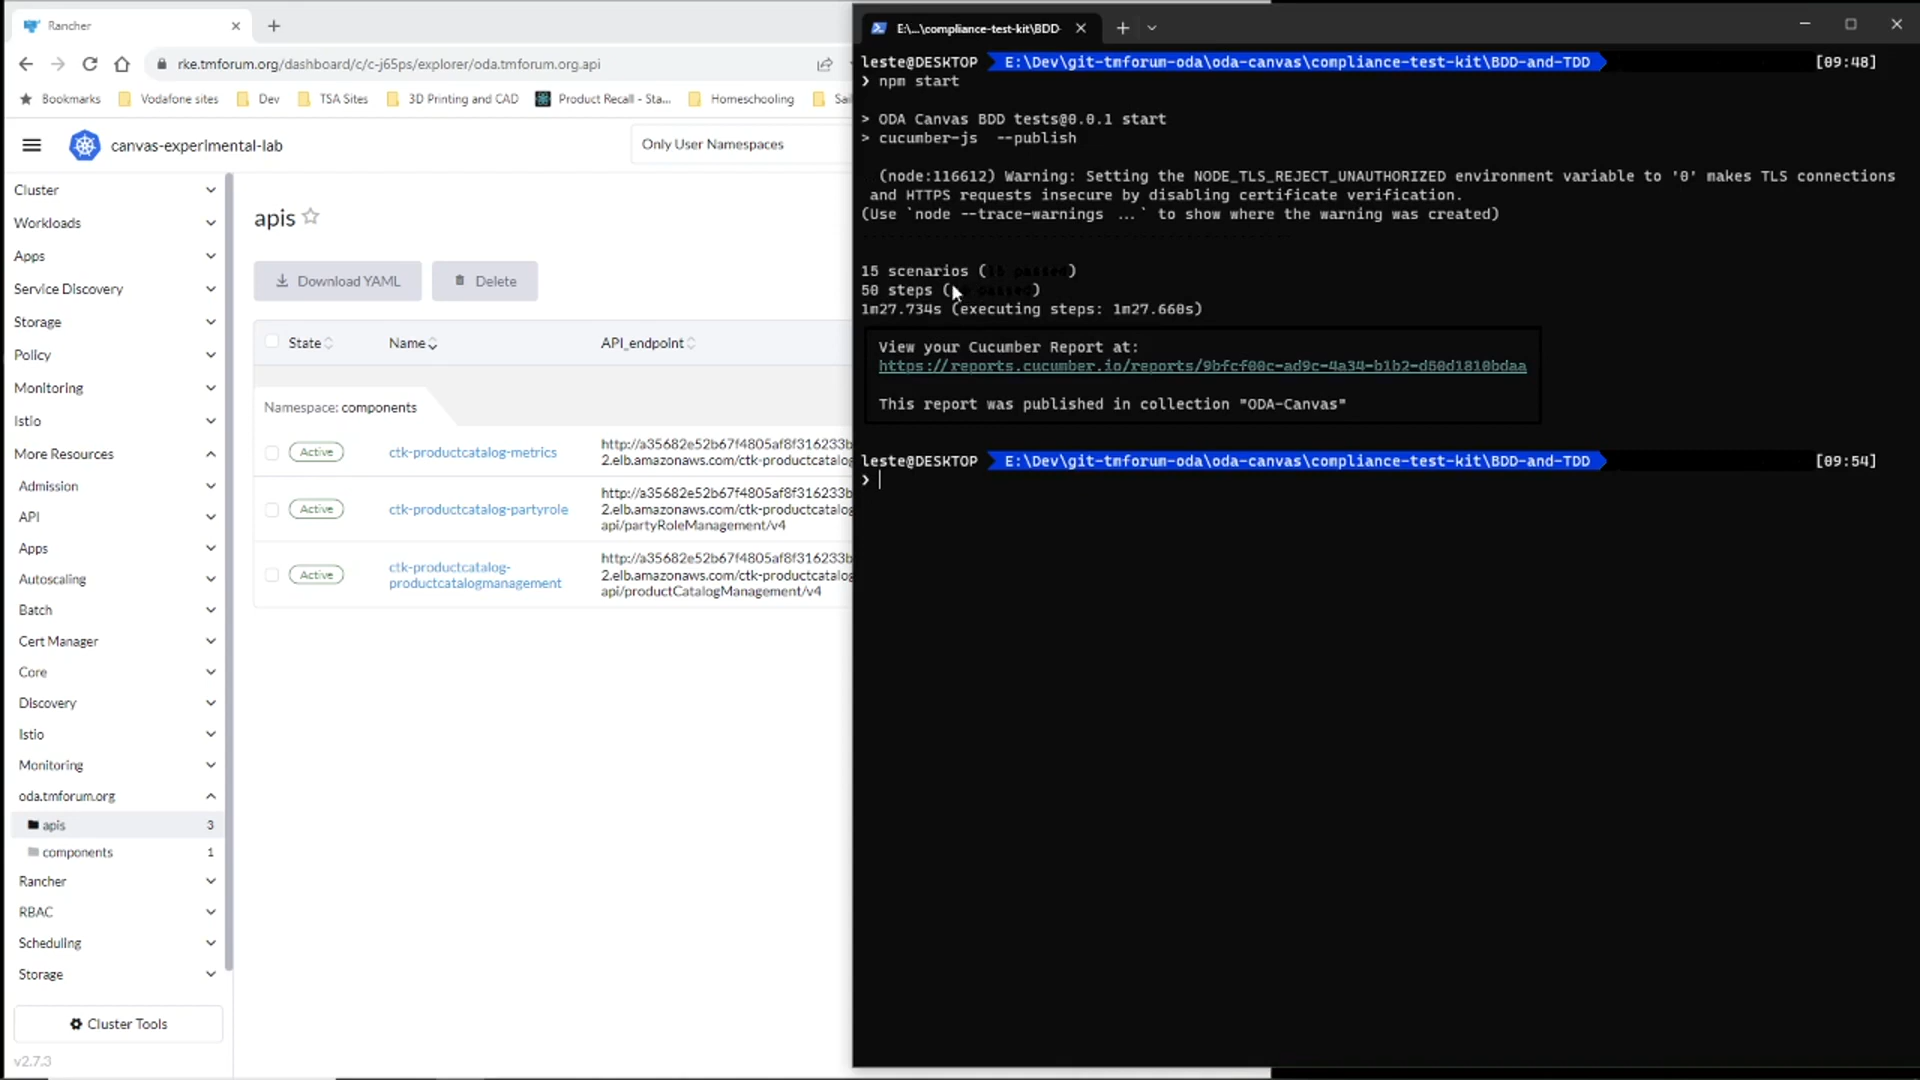 Rancher
rke.tmforum.org/dashboard/c/c-j65ps/explorer/oda.tmforum.org.api
Bookmarks
Vodafone sites
Dev
TSA Sites
3D Printing and CAD
Product Recall - Sta...
Homeschooling
Sai
canvas-experimental-lab
Only User Namespaces
Cluster
Workloads
Apps
Service Discovery
Storage
Policy
Monitoring
Istio
More Resources
Admission
API
Apps
Autoscaling
Batch
Cert Manager
Core
Discovery
Istio
Monitoring
oda.tmforum.org
apis 3
components 1
Rancher
RBAC
Scheduling
Storage
Cluster Tools
v2.7.3
apis
Download YAML
Delete
State
Name
API_endpoint
Namespace: components
Active
ctk-productcatalog-metrics
http://a35682e52b67f4805af8f316233b
2.elb.amazonaws.com/ctk-productcatalog
Active
ctk-productcatalog-partyrole
http://a35682e52b67f4805af8f316233b
2.elb.amazonaws.com/ctk-productcatalog
api/partyRoleManagement/v4
Active
ctk-productcatalog-
productcatalogmanagement
http://a35682e52b67f4805af8f316233b
2.elb.amazonaws.com/ctk-productcatalog
api/productCatalogManagement/v4
E:\...\compliance-test-kit\BDD-
leste@DESKTOP E:\Dev\git-tmforum-oda\oda-canvas\compliance-test-kit\BDD-and-TDD [09:48]
❯ npm start
> ODA Canvas BDD tests@0.0.1 start
> cucumber-js --publish
(node:116612) Warning: Setting the NODE_TLS_REJECT_UNAUTHORIZED environment variable to '0' makes TLS connections
and HTTPS requests insecure by disabling certificate verification.
(Use `node --trace-warnings ...` to show where the warning was created)
15 scenarios (15 passed)
50 steps ( passed)
1m27.734s (executing steps: 1m27.660s)
View your Cucumber Report at:
https://reports.cucumber.io/reports/9bfcf00c-ad9c-4a34-b1b2-d50d1810bdaa
This report was published in collection "ODA-Canvas"
leste@DESKTOP E:\Dev\git-tmforum-oda\oda-canvas\compliance-test-kit\BDD-and-TDD [09:54]
❯